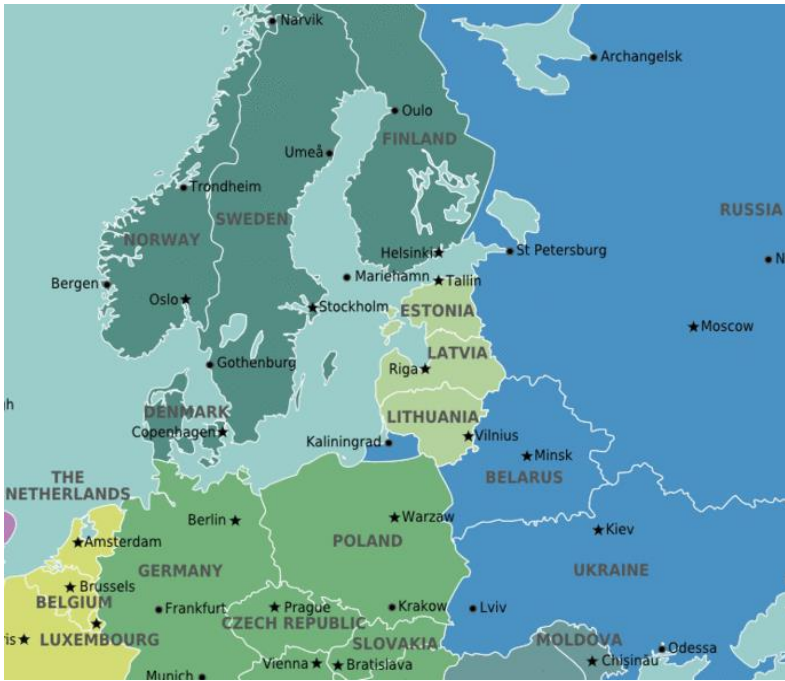 Narvik
Archangelsk
Oulo
FINLAND
Umeå
Trondheim
SWEDEN
RUSSIA
NORWAY
Helsinki
St Petersburg
N
Bergen
Mariehamn
Tallin
Oslo
Stockholm
ESTONIA
Moscow
LATVIA
Gothenburg
Riga
h
DENMARK
LITHUANIA
Copenhagen
Kaliningrad
Vilnius
Minsk
BELARUS
THE
NETHERLANDS
Berlin
Warzaw
Kiev
Amsterdam
POLAND
GERMANY
UKRAINE
Brussels
BELGIUM
Frankfurt
Prague
Krakow
Lviv
CZECH REPUBLIC
LUXEMBOURG
ris
SLOVAKIA
MOLDOVA
Odessa
Vienna
Bratislava
Chișinău
Munich